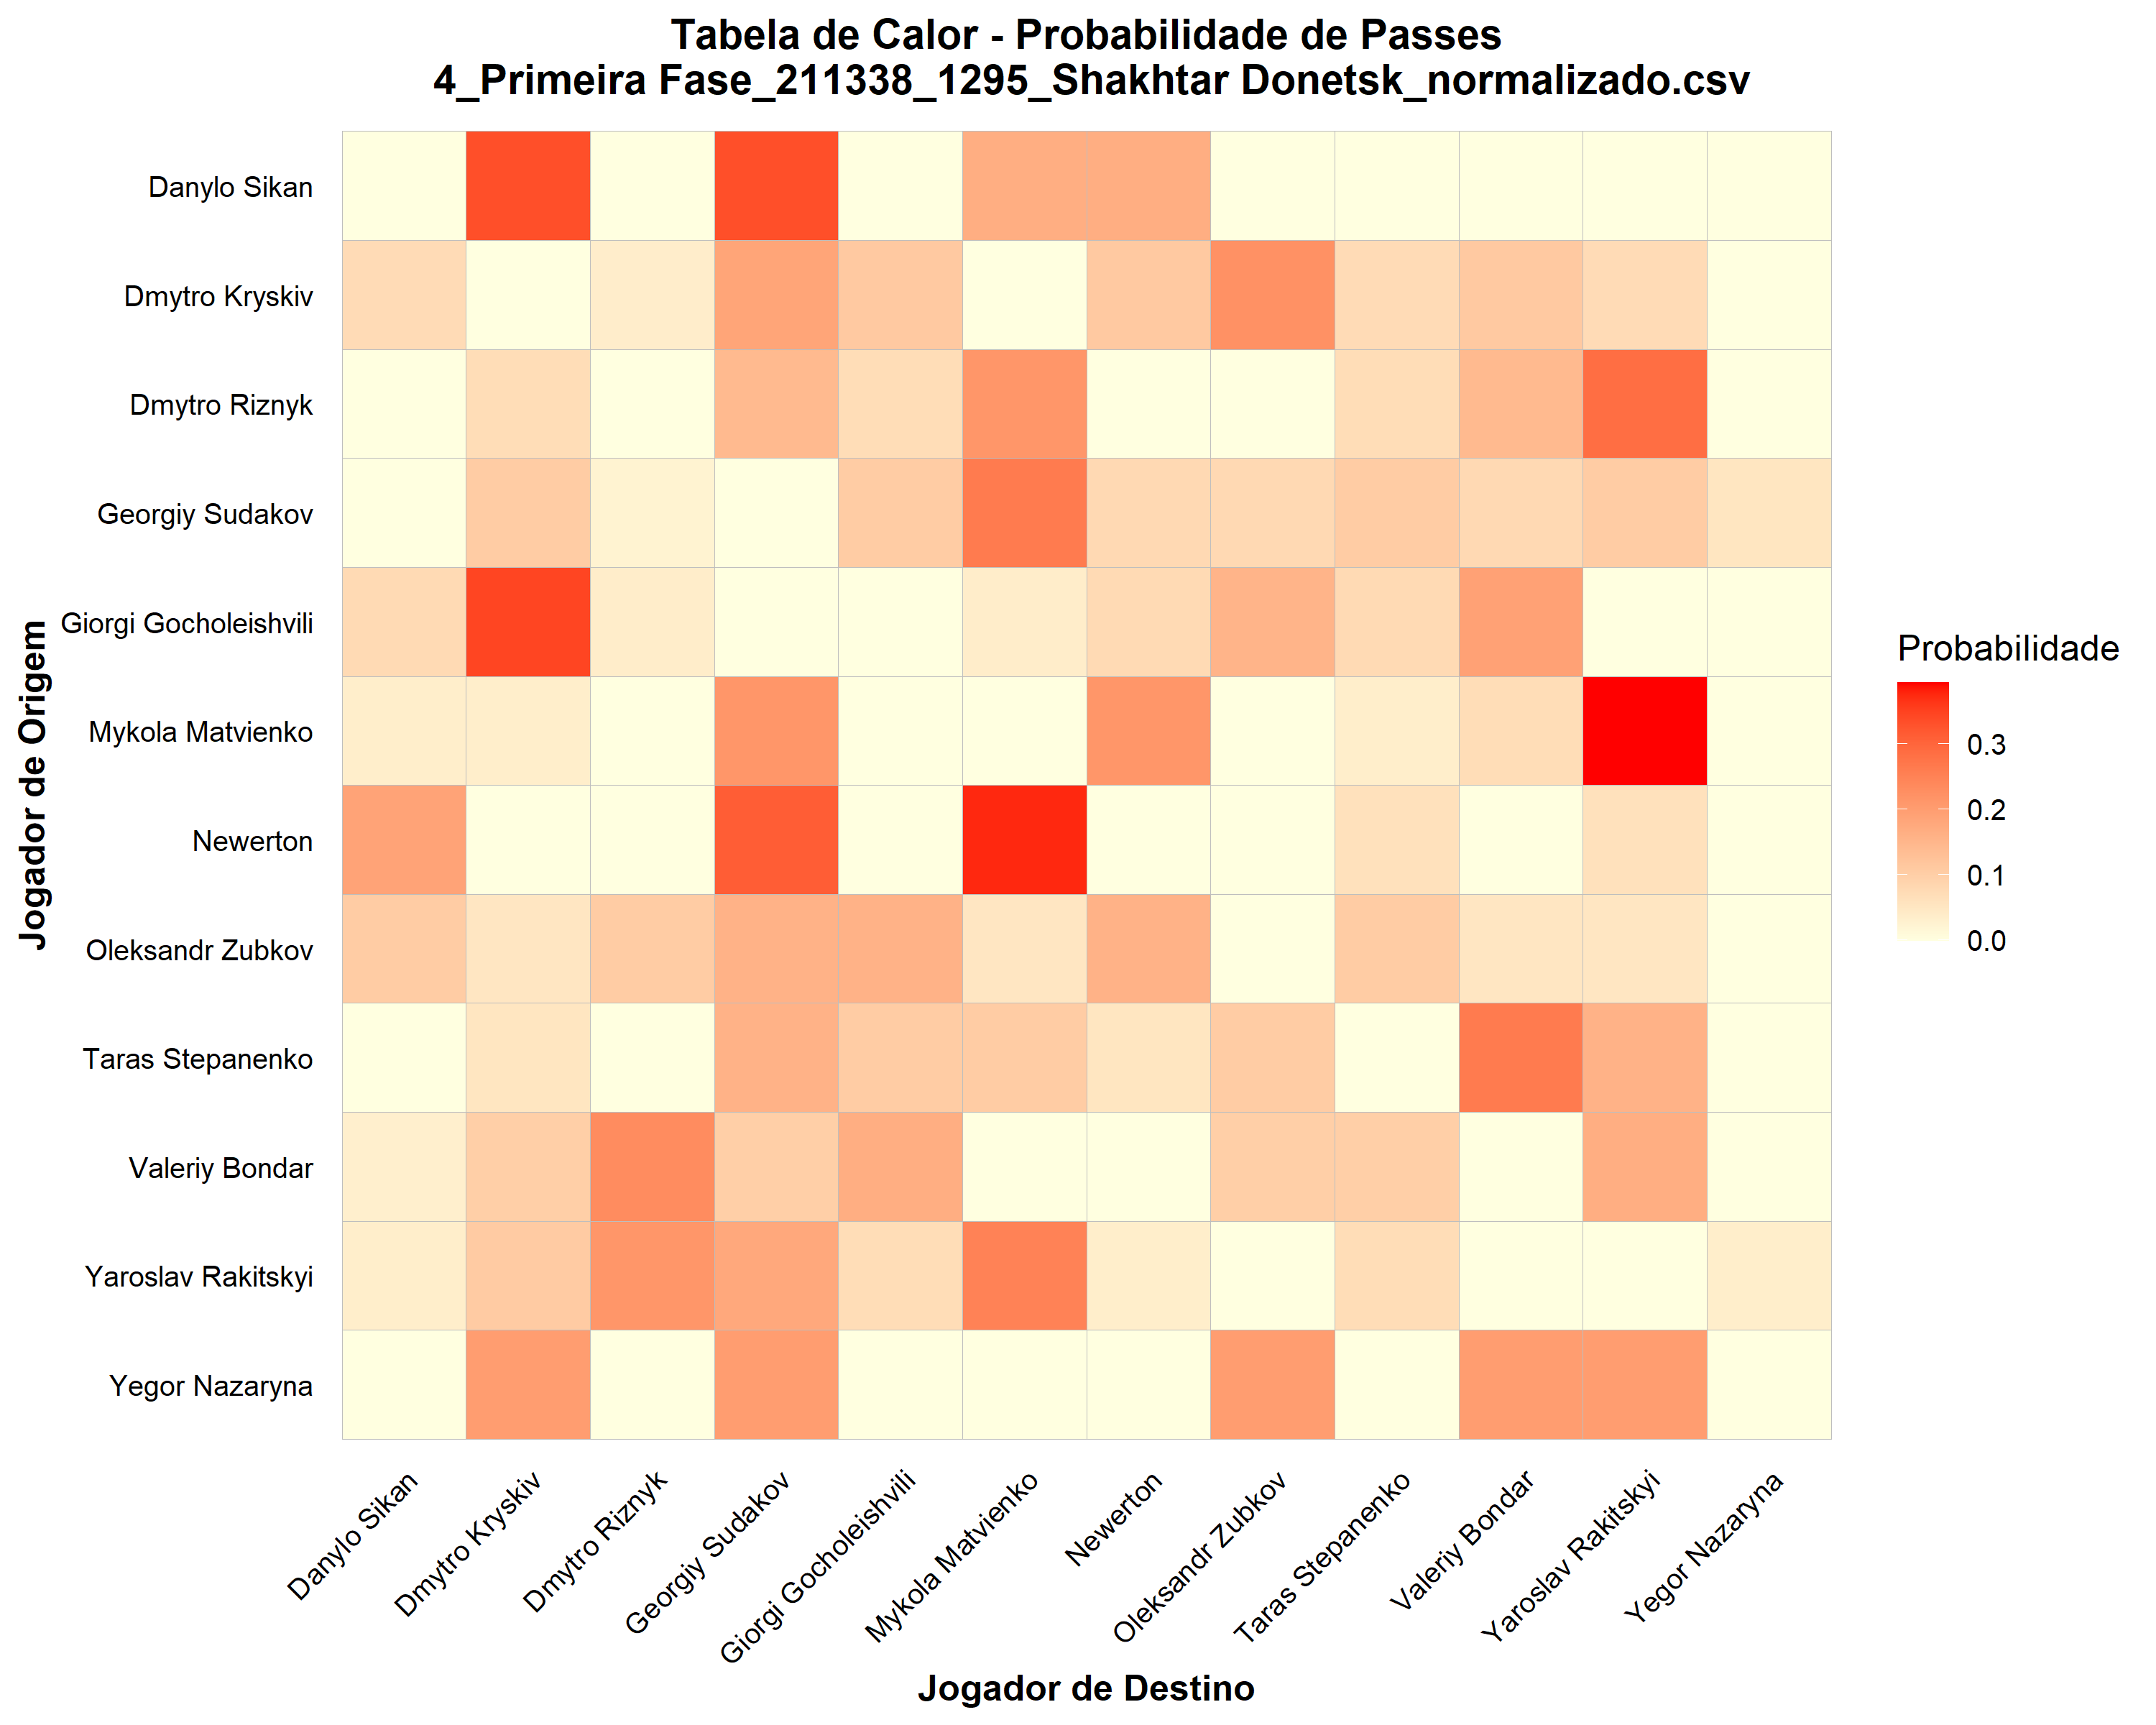 Tabela de Calor - Probabilidade de Passes
4_Primeira Fase_211338_1295_Shakhtar Donetsk_normalizado.csv
Jogador de Origem
Danylo Sikan
Dmytro Kryskiv
Dmytro Riznyk
Georgiy Sudakov
Giorgi Gocholeishvili
Mykola Matvienko
Newerton
Oleksandr Zubkov
Taras Stepanenko
Valeriy Bondar
Yaroslav Rakitskyi
Yegor Nazaryna
Danylo Sikan
Dmytro Kryskiv
Dmytro Riznyk
Georgiy Sudakov
Giorgi Gocholeishvili
Mykola Matvienko
Newerton
Oleksandr Zubkov
Taras Stepanenko
Valeriy Bondar
Yaroslav Rakitskyi
Yegor Nazaryna
Jogador de Destino
Probabilidade
0.3
0.2
0.1
0.0